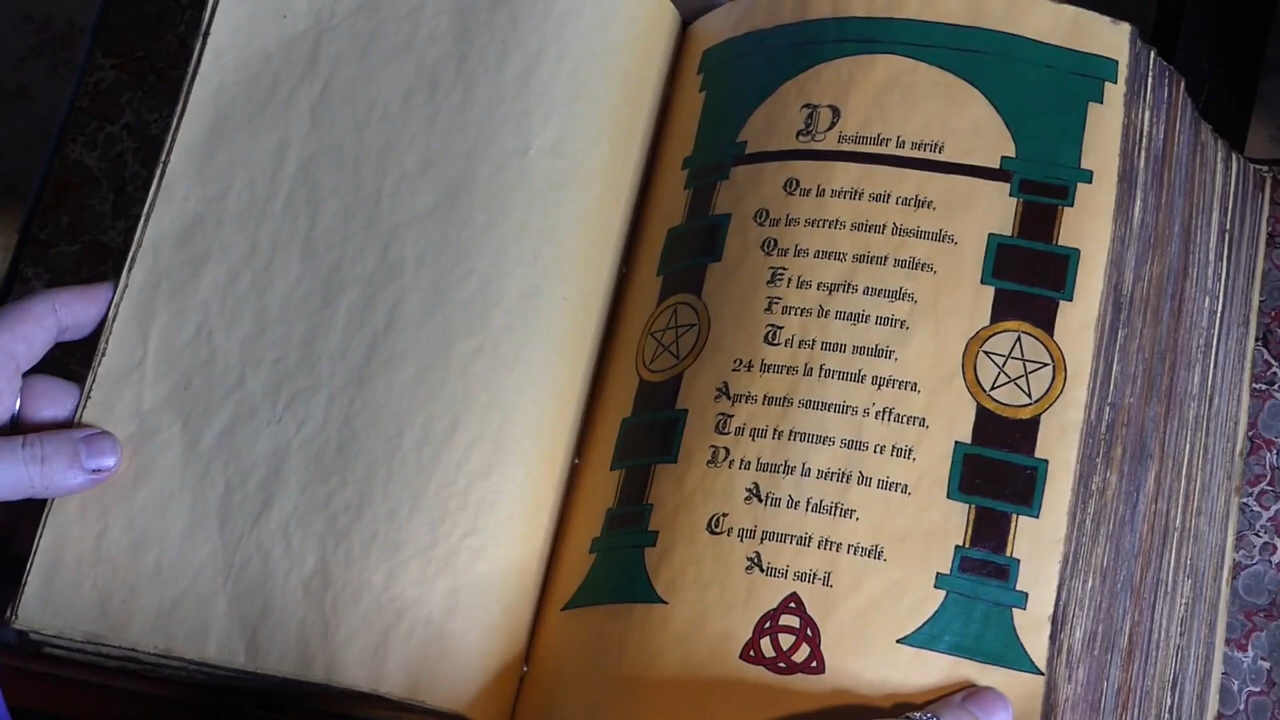 Dissimuler la vérité
Que la vérité soit cachée,
Que les secrets soient dissimulés,
Que les aveux soient voilées,
Et les esprits aveuglés,
Forces de magie noire,
Tel est mon vouloir,
24 heures la formule opérera,
Après touts souvenirs s'effacera,
Toi qui te trouves sous ce toit,
De ta bouche la vérité du niera,
Afin de falsifier,
Ce qui pourrait être révélé.
Ainsi soit-il.